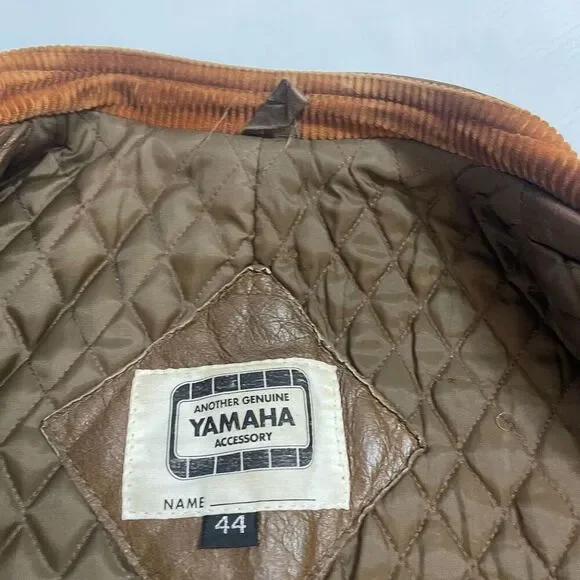 ANOTHER GENUINE
YAMAHA
ACCESSORY
NAME
44